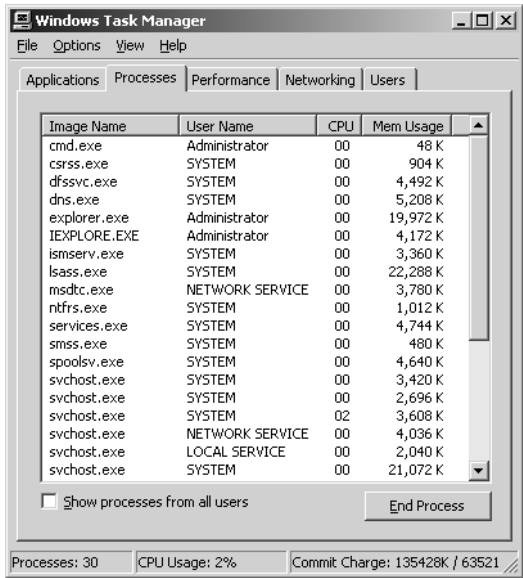 Windows Task Manager
File Options View Help
Applications Processes Performance Networking Users
Image Name User Name CPU Mem Usage
cmd.exe Administrator 00 48 K
csrss.exe SYSTEM 00 904 K
dfssvc.exe SYSTEM 00 4,492 K
dns.exe SYSTEM 00 5,208 K
explorer.exe Administrator 00 19,972 K
IEXPLORE.EXE Administrator 00 4,172 K
ismserv.exe SYSTEM 00 3,360 K
lsass.exe SYSTEM 00 22,288 K
msdtc.exe NETWORK SERVICE 00 3,780 K
ntfrs.exe SYSTEM 00 1,012 K
services.exe SYSTEM 00 4,744 K
smss.exe SYSTEM 00 480 K
spoolsv.exe SYSTEM 00 4,640 K
svchost.exe SYSTEM 00 3,420 K
svchost.exe SYSTEM 00 2,696 K
svchost.exe SYSTEM 02 3,608 K
svchost.exe NETWORK SERVICE 00 4,036 K
svchost.exe LOCAL SERVICE 00 2,040 K
svchost.exe SYSTEM 00 21,072 K
Show processes from all users End Process
Processes: 30 CPU Usage: 2% Commit Charge: 135428K / 63521